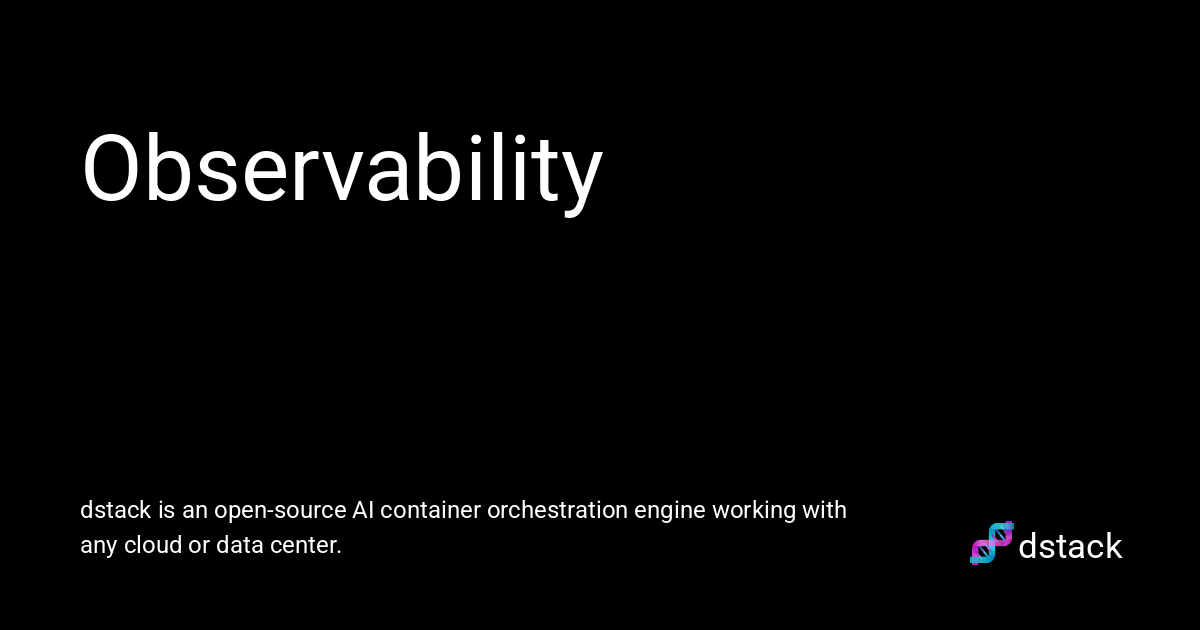 Observability
dstack is an open-source AI container orchestration engine working with
any cloud or data center.
dstack